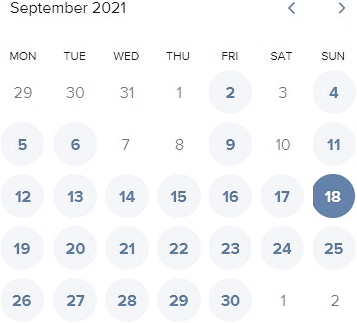 September 2021
MON TUE WED THU FRI SAT SUN
29 30 31 1 2 3 4
5 6 7 8 9 10 11
12 13 14 15 16 17 18
19 20 21 22 23 24 25
26 27 28 29 30 1 2